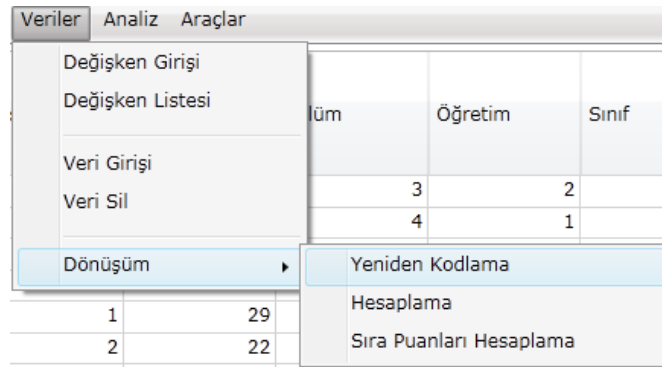 Veriler Analiz Araçlar
Değişken Girişi
Değişken Listesi
lüm Öğretim Sınıf
Veri Girişi
Veri Sil
3 2
4 1
Dönüşüm
Yeniden Kodlama
Hesaplama
Sıra Puanları Hesaplama
1 29
2 22